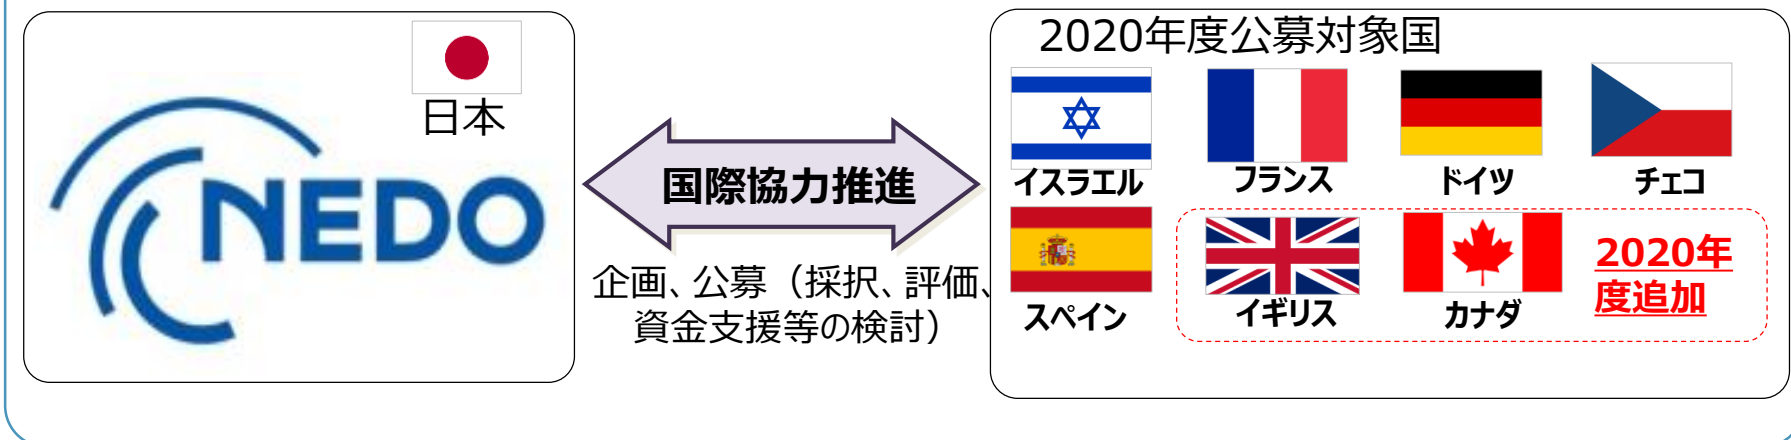 日本
NEDO
国際協力推進
企画、公募（採択、評価、
資金支援等の検討）
2020年度公募対象国
イスラエル
フランス
ドイツ
チェコ
スペイン
イギリス
カナダ
2020年
度追加